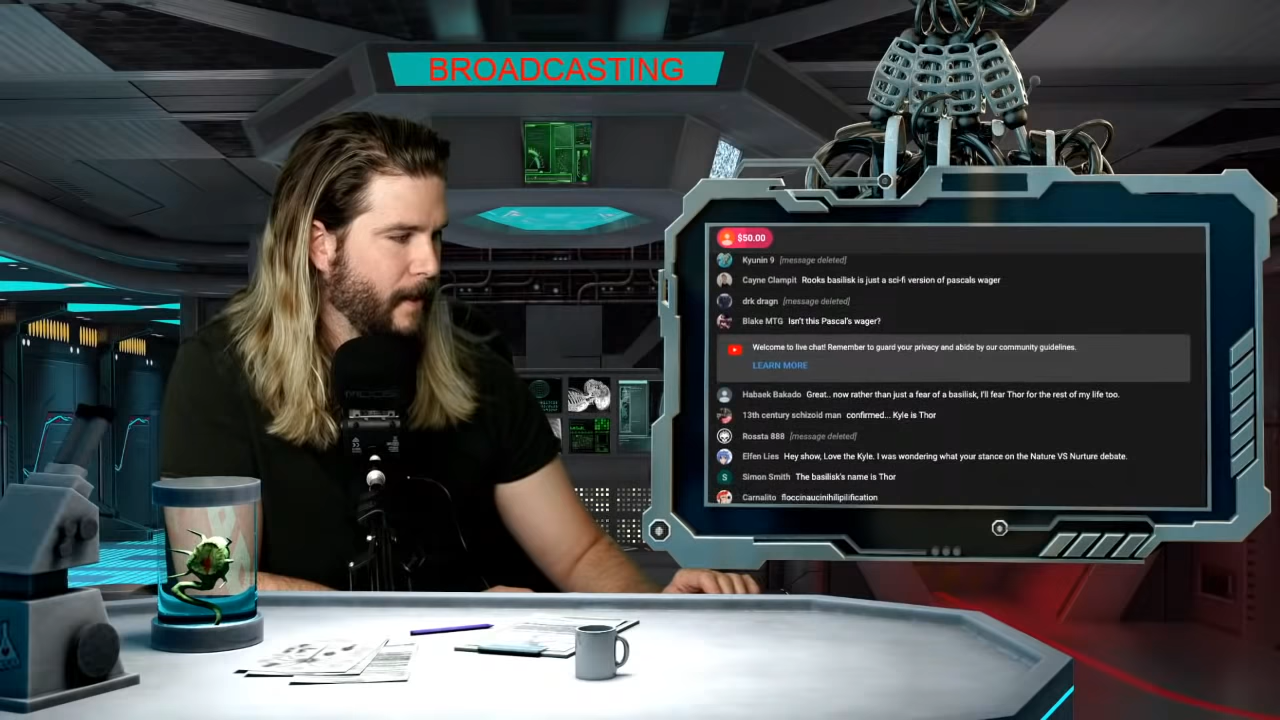 BROADCASTING
$50.00
Kyunin 9 [message deleted]
Cayne Clampit Rooks basilisk is just a sci-fi version of pascals wager
drk dragn [message deleted]
Blake MTG Isn't this Pascal's wager?
Welcome to live chat! Remember to guard your privacy and abide by our community guidelines.
LEARN MORE
Habaek Bakado Great.. now rather than just a fear of a basilisk, I'll fear Thor for the rest of my life too.
13th century schizoid man confirmed... Kyle is Thor
Rossta 888 [message deleted]
Elfen Lies Hey show, Love the Kyle. I was wondering what your stance on the Nature VS Nurture debate.
S Simon Smith The basilisk's name is Thor
Carnalito floccinaucinihilipilification